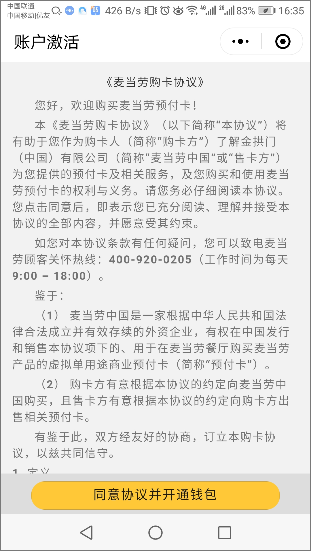 中国联通
中国移动
426 B/s
83%
16:35
账户激活
《麦当劳购卡协议》
您好，欢迎购买麦当劳预付卡！
本《麦当劳购卡协议》（以下简称“本协议”）将
有助于您作为购卡人（简称“购卡方”）了解金拱门
（中国）有限公司（简称“麦当劳中国”或“售卡方”）
为您提供的预付卡及相关服务，及您购买和使用麦当
劳预付卡的权利与义务。请您务必仔细阅读本协议。
您点击同意后，即表示您已充分阅读、理解并接受本
协议的全部内容，并愿意受其约束。
如您对本协议条款有任何疑问，您可以致电麦当
劳顾客关怀热线：400-920-0205（工作时间为每天
9:00 – 18:00）。
鉴于：
（1） 麦当劳中国是一家根据中华人民共和国法
律合法成立并有效存续的外资企业，有权在中国发行
和销售本协议项下的、用于在麦当劳餐厅购买麦当劳
产品的虚拟单用途商业预付卡（简称“预付卡”）。
（2） 购卡方有意根据本协议的约定向麦当劳中
国购买，且售卡方有意根据本协议的约定向购卡方出
售相关预付卡。
有鉴于此，双方经友好的协商，订立本购卡协
议，以兹共同信守。
1. 定义
同意协议并开通钱包